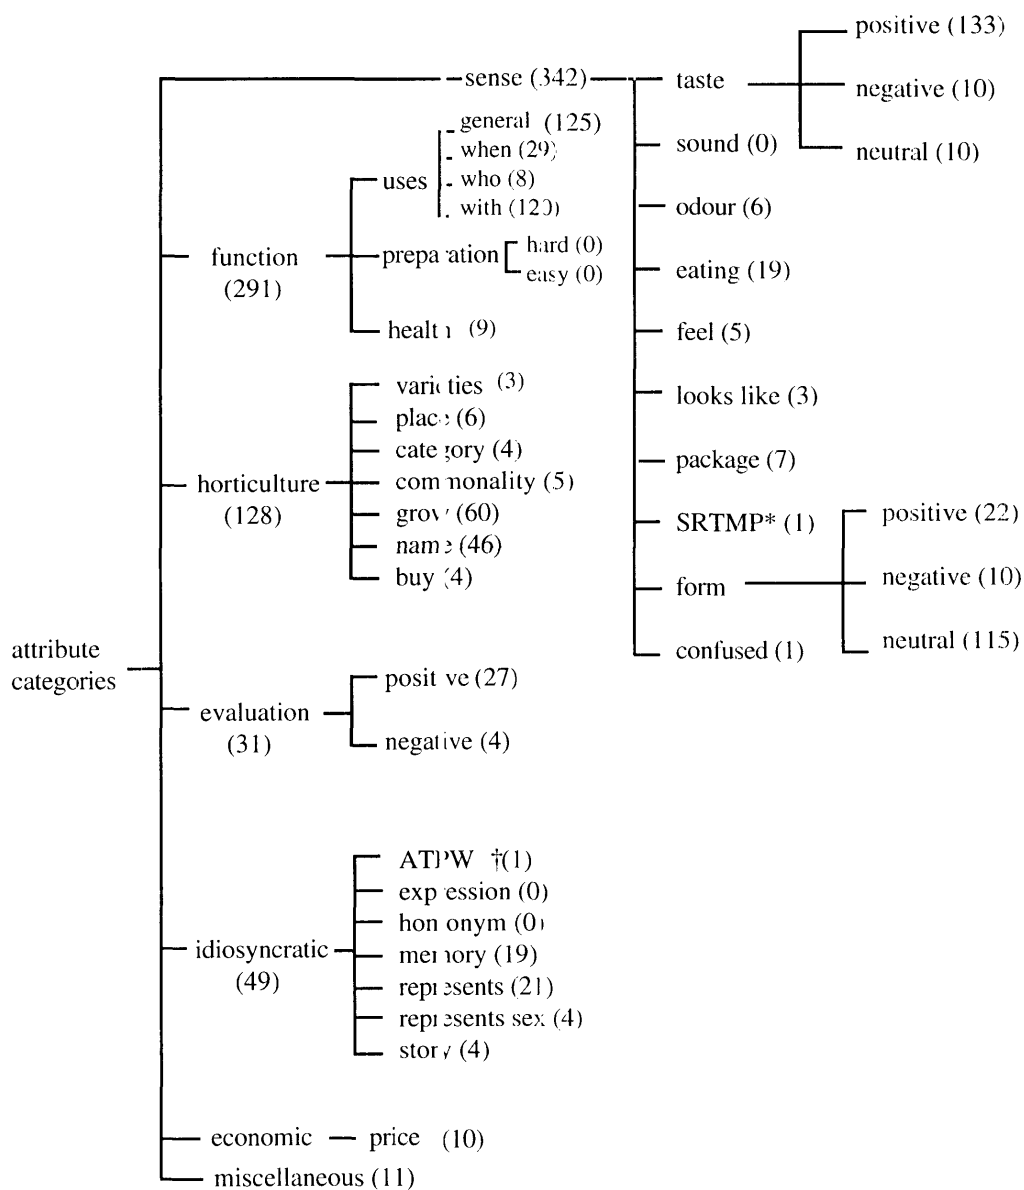 attribute
categories
sense (342)
taste
positive (133)
negative (10)
neutral (10)
sound (0)
odour (6)
eating (19)
feel (5)
looks like (3)
package (7)
SRTMP* (1)
form
positive (22)
negative (10)
neutral (115)
confused (1)
function
(291)
uses
general (125)
when (29)
who (8)
with (120)
preparation
hard (0)
easy (0)
health (9)
horticulture
(128)
varieties (3)
place (6)
category (4)
commonality (5)
grow (60)
name (46)
buy (4)
evaluation
(31)
positive (27)
negative (4)
idiosyncratic
(49)
ATPW †(1)
expression (0)
homonym (0)
memory (19)
represents (21)
represents sex (4)
story (4)
economic
price (10)
miscellaneous (11)